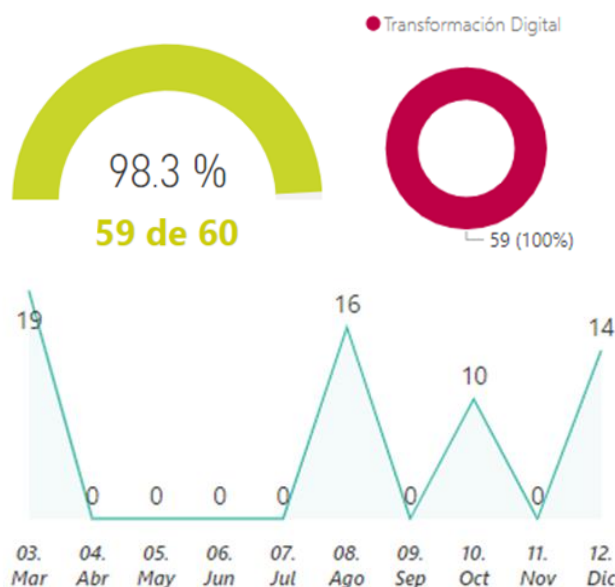 Transformación Digital
98.3 %
59 de 60
59 (100%)
19
0
0
0
0
16
0
10
0
14
03. Mar
04. Abr
05. May
06. Jun
07. Jul
08. Ago
09. Sep
10. Oct
11. Nov
12. Dic